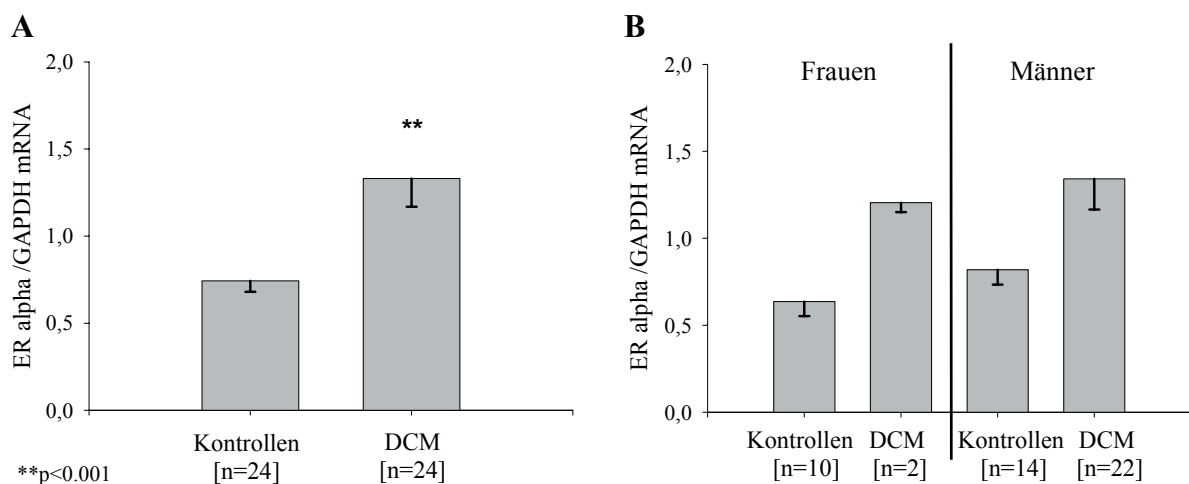 A
ER alpha /GAPDH mRNA
2,0
1,5
1,0
0,5
0,0
**
Kontrollen
[n=24]
DCM
[n=24]
**p<0.001
B
ER alpha /GAPDH mRNA
2,0
1,5
1,0
0,5
0,0
Frauen
Männer
Kontrollen
[n=10]
DCM
[n=2]
Kontrollen
[n=14]
DCM
[n=22]